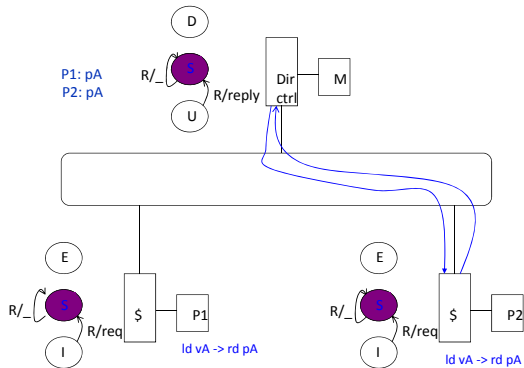 D
P1: pA
P2: pA
R/_
S
Dir
ctrl
M
R/reply
U
E
E
R/_
S
$
P1
R/_
S
$
P2
R/req
R/req
I
I
ld vA -> rd pA
ld vA -> rd pA